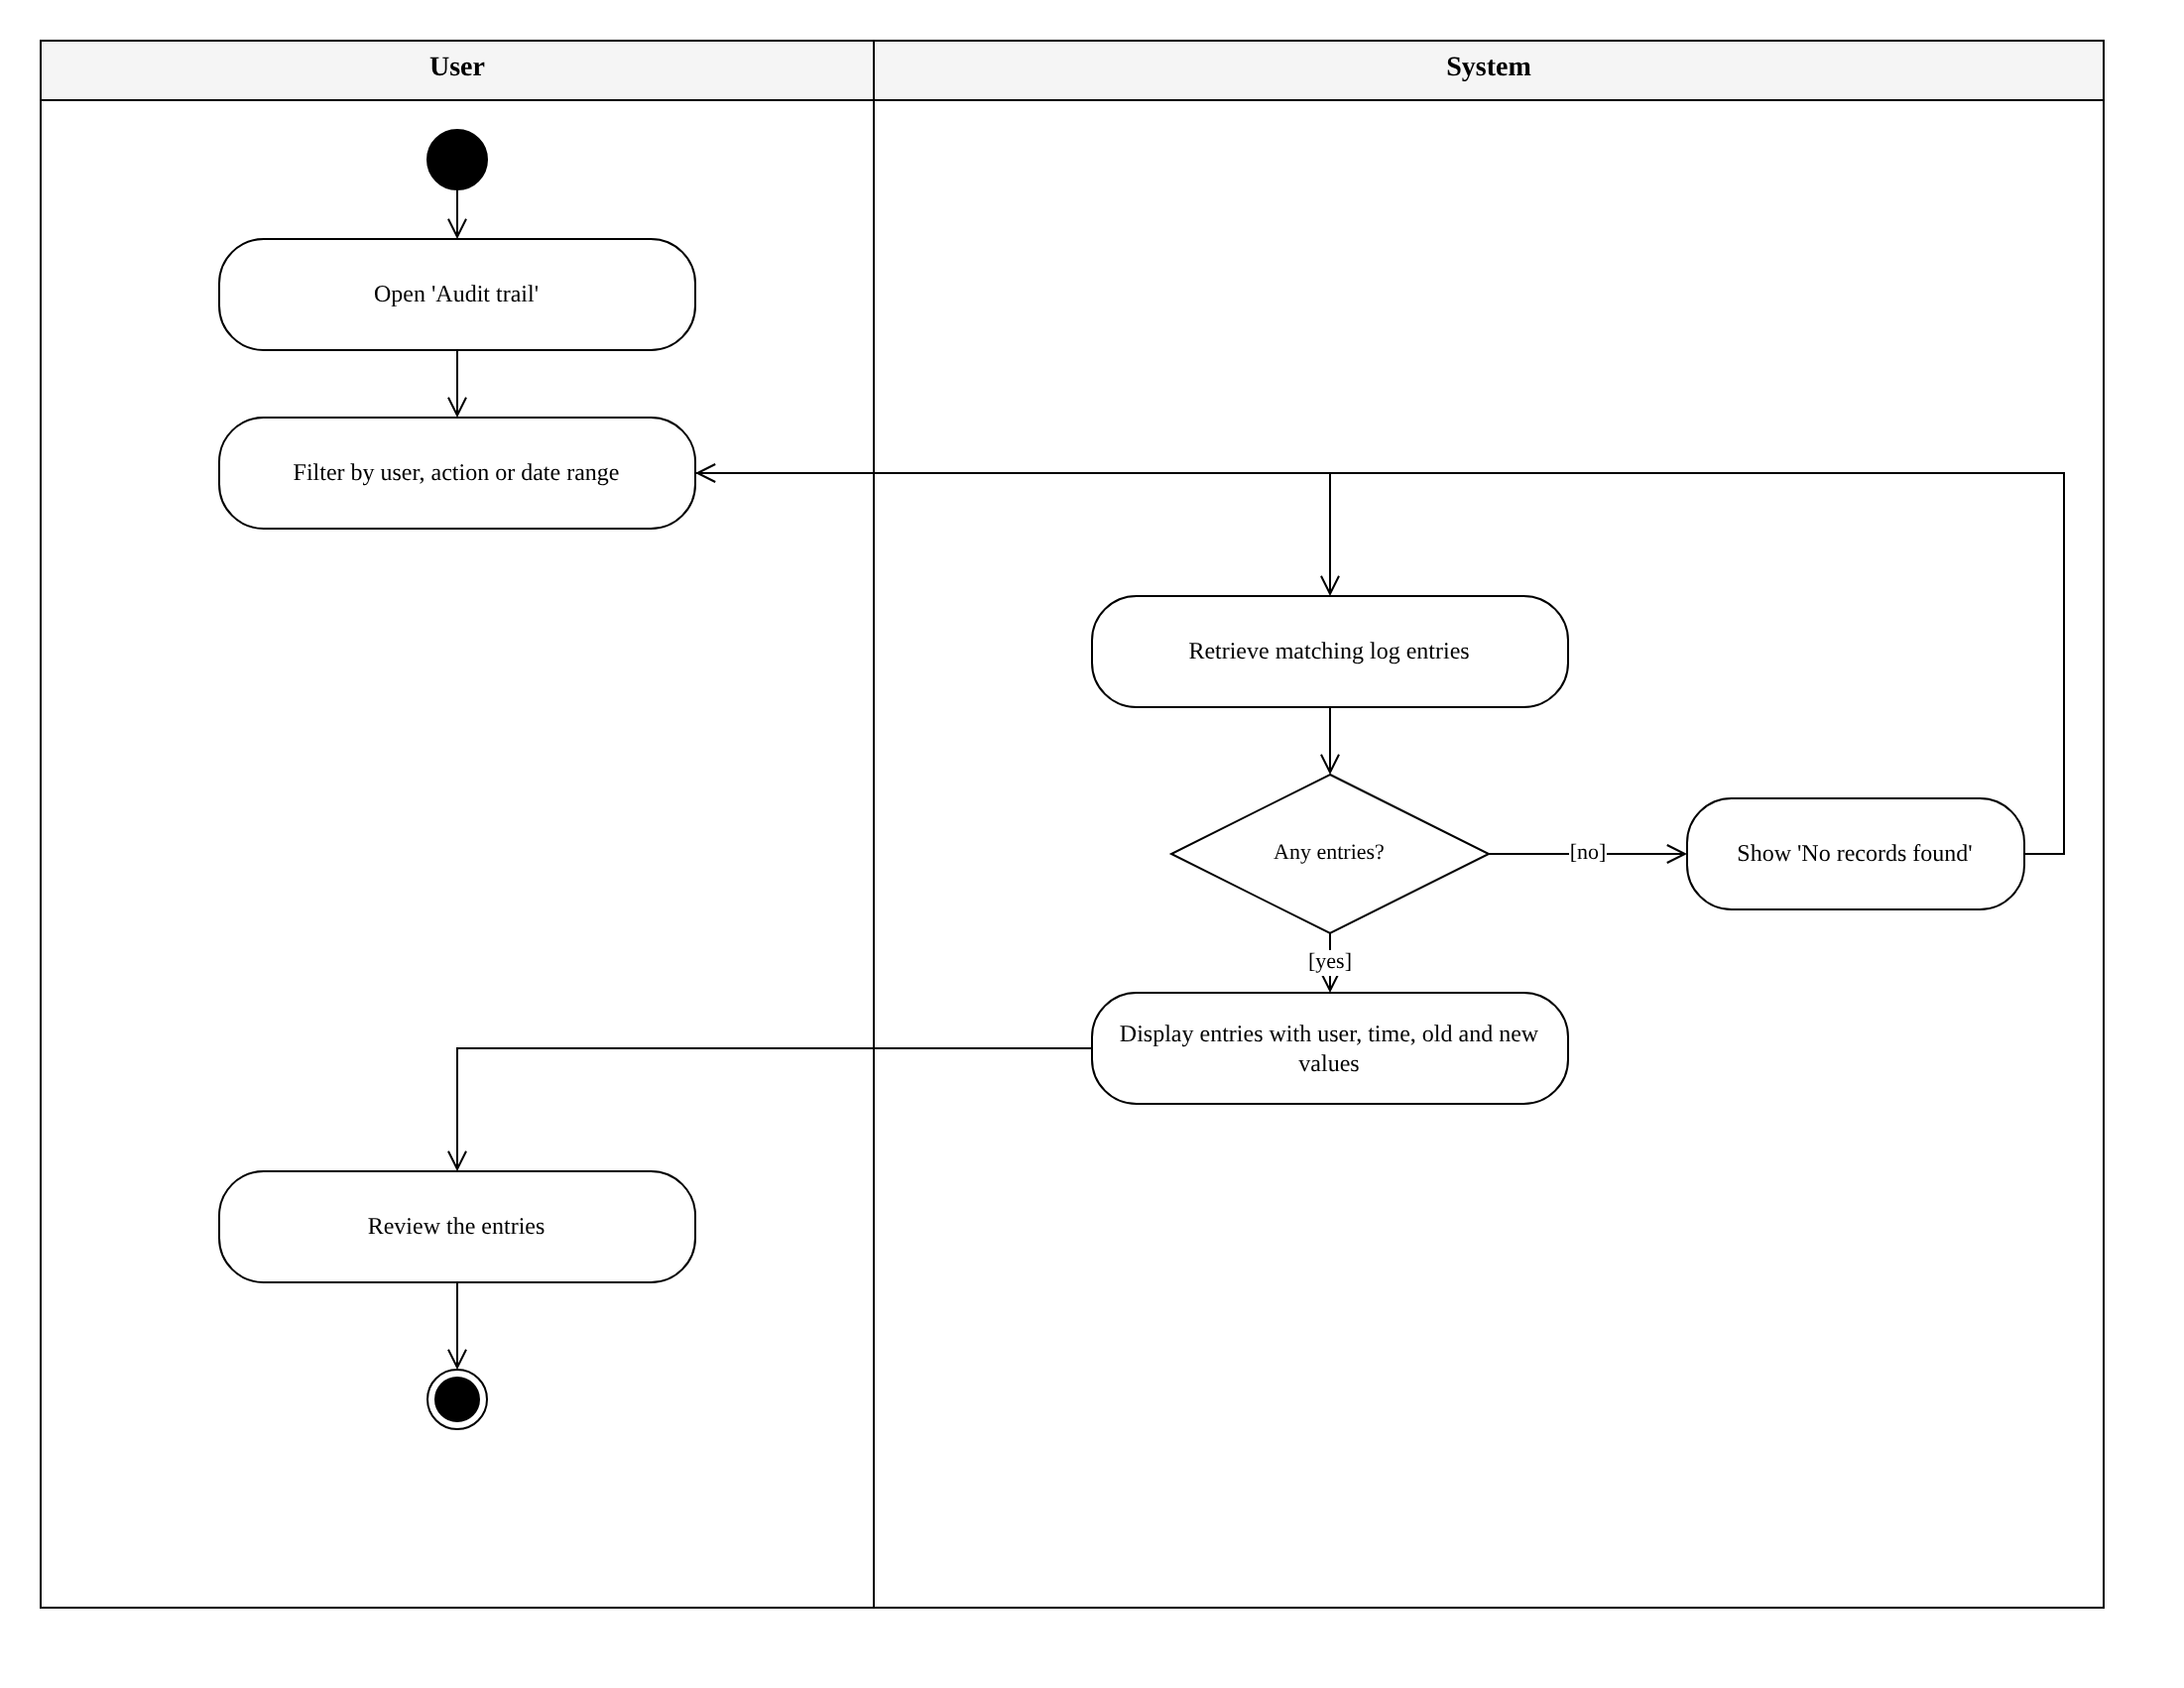 User
System
Open 'Audit trail'
Filter by user, action or date range
Retrieve matching log entries
Any entries?
[no]
Show 'No records found'
[yes]
Display entries with user, time, old and new
values
Review the entries